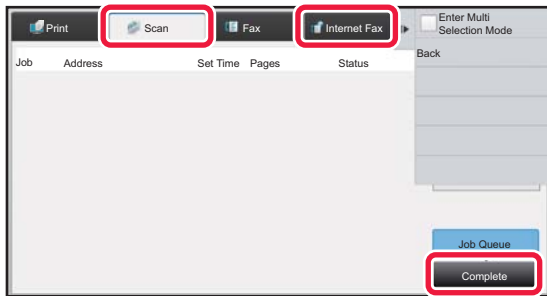 Print Scan Fax Internet Fax
Enter Multi
Selection Mode
Back
Job Address Set Time Pages Status
Job Queue
Complete